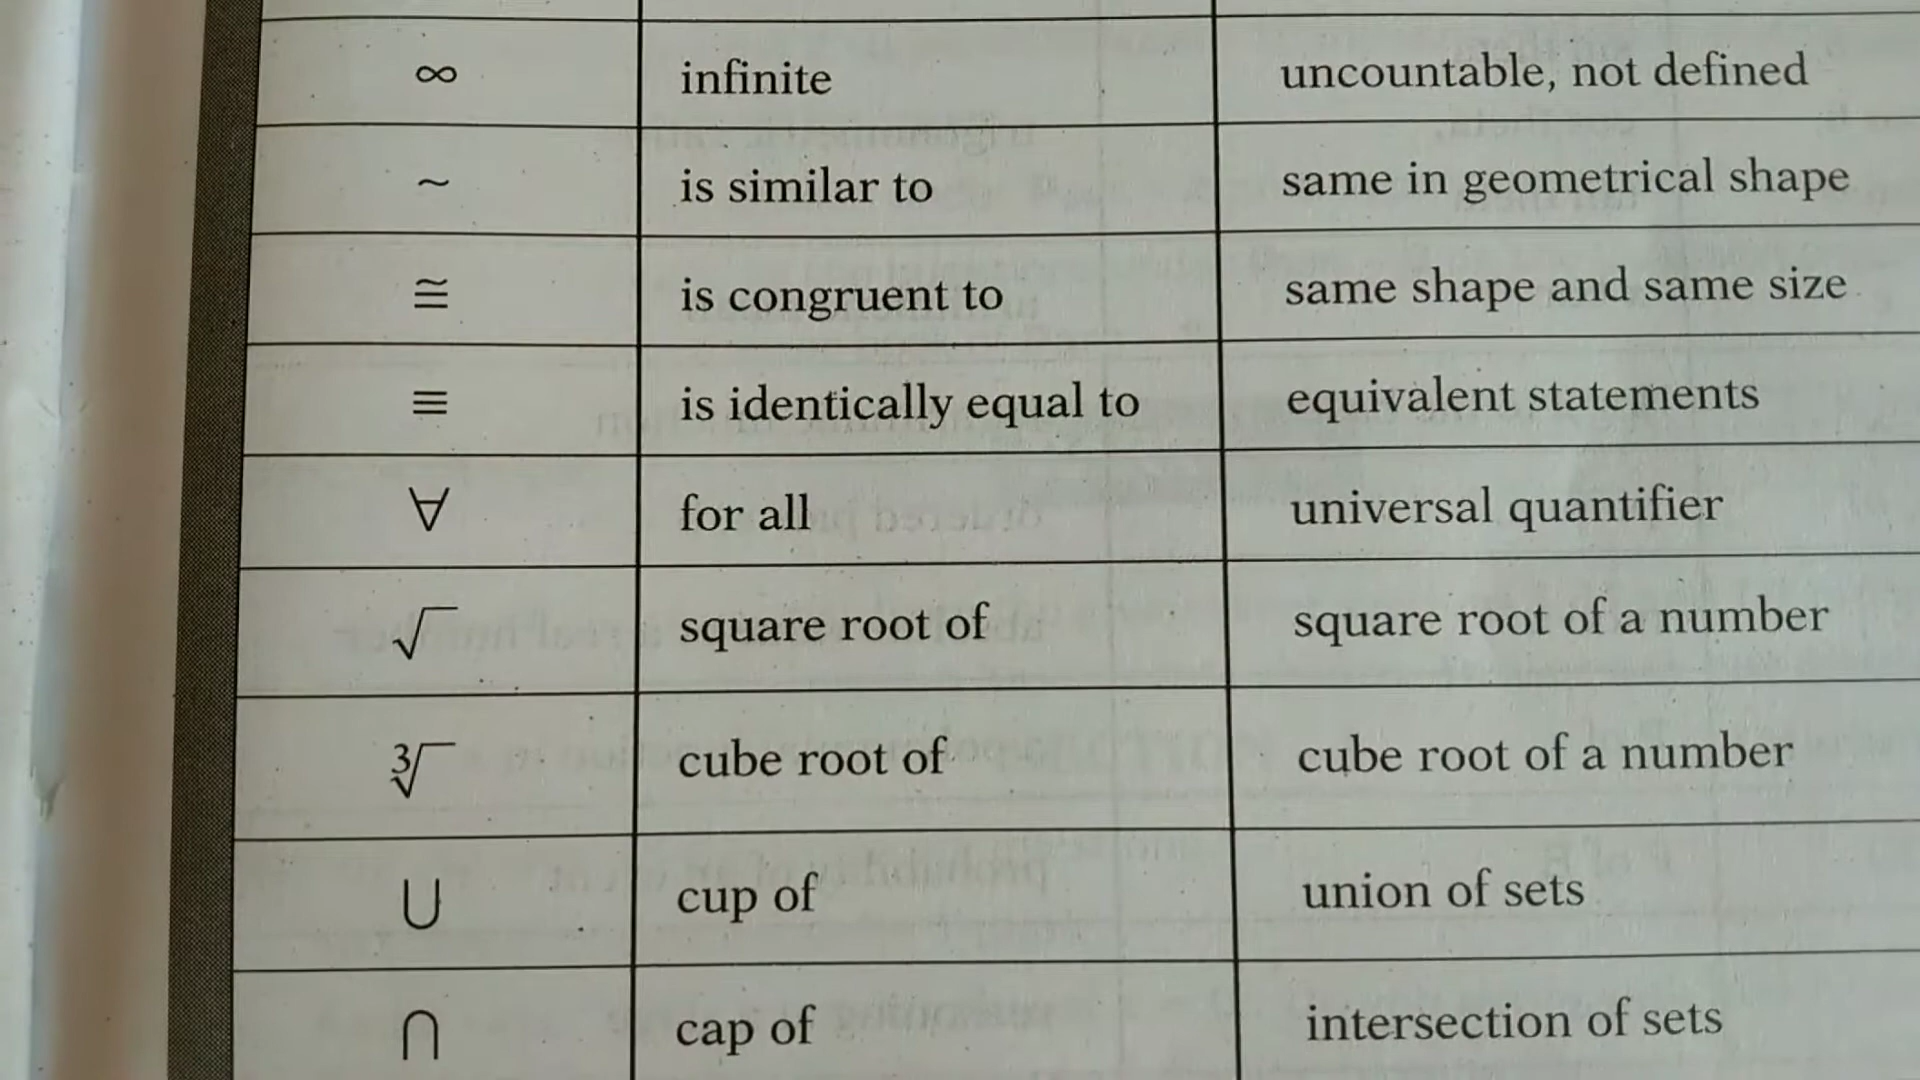 ∞ infinite uncountable, not defined
~ is similar to same in geometrical shape
≅ is congruent to same shape and same size
≡ is identically equal to equivalent statements
∀ for all universal quantifier
√ square root of square root of a number
∛ cube root of cube root of a number
∪ cup of union of sets
∩ cap of intersection of sets